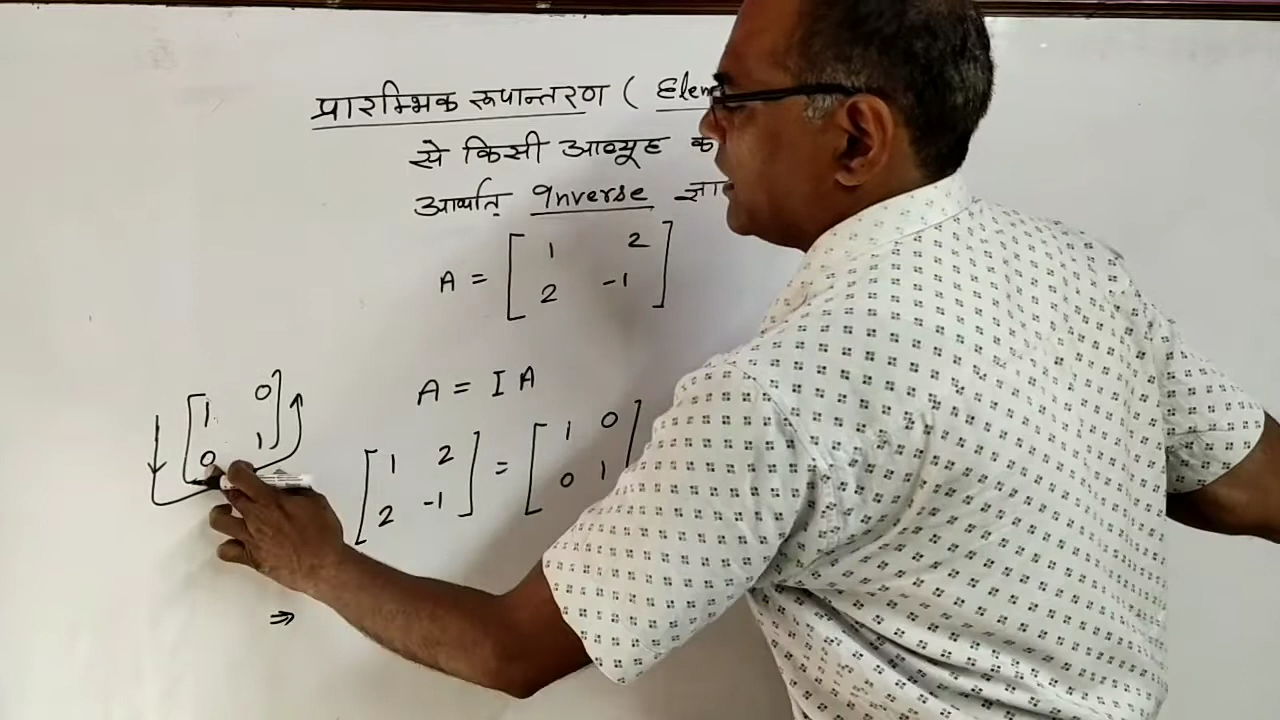 प्रारम्भिक रूपान्तरण ( Elem
से किसी आव्यूह क
अर्थात् Inverse ज्ञा
A = [ 1 2
2 -1 ]
A = I A
[ 1 0
0 1 ]
[ 1 2
2 -1 ] = [ 1 0
0 1 ]
⇒